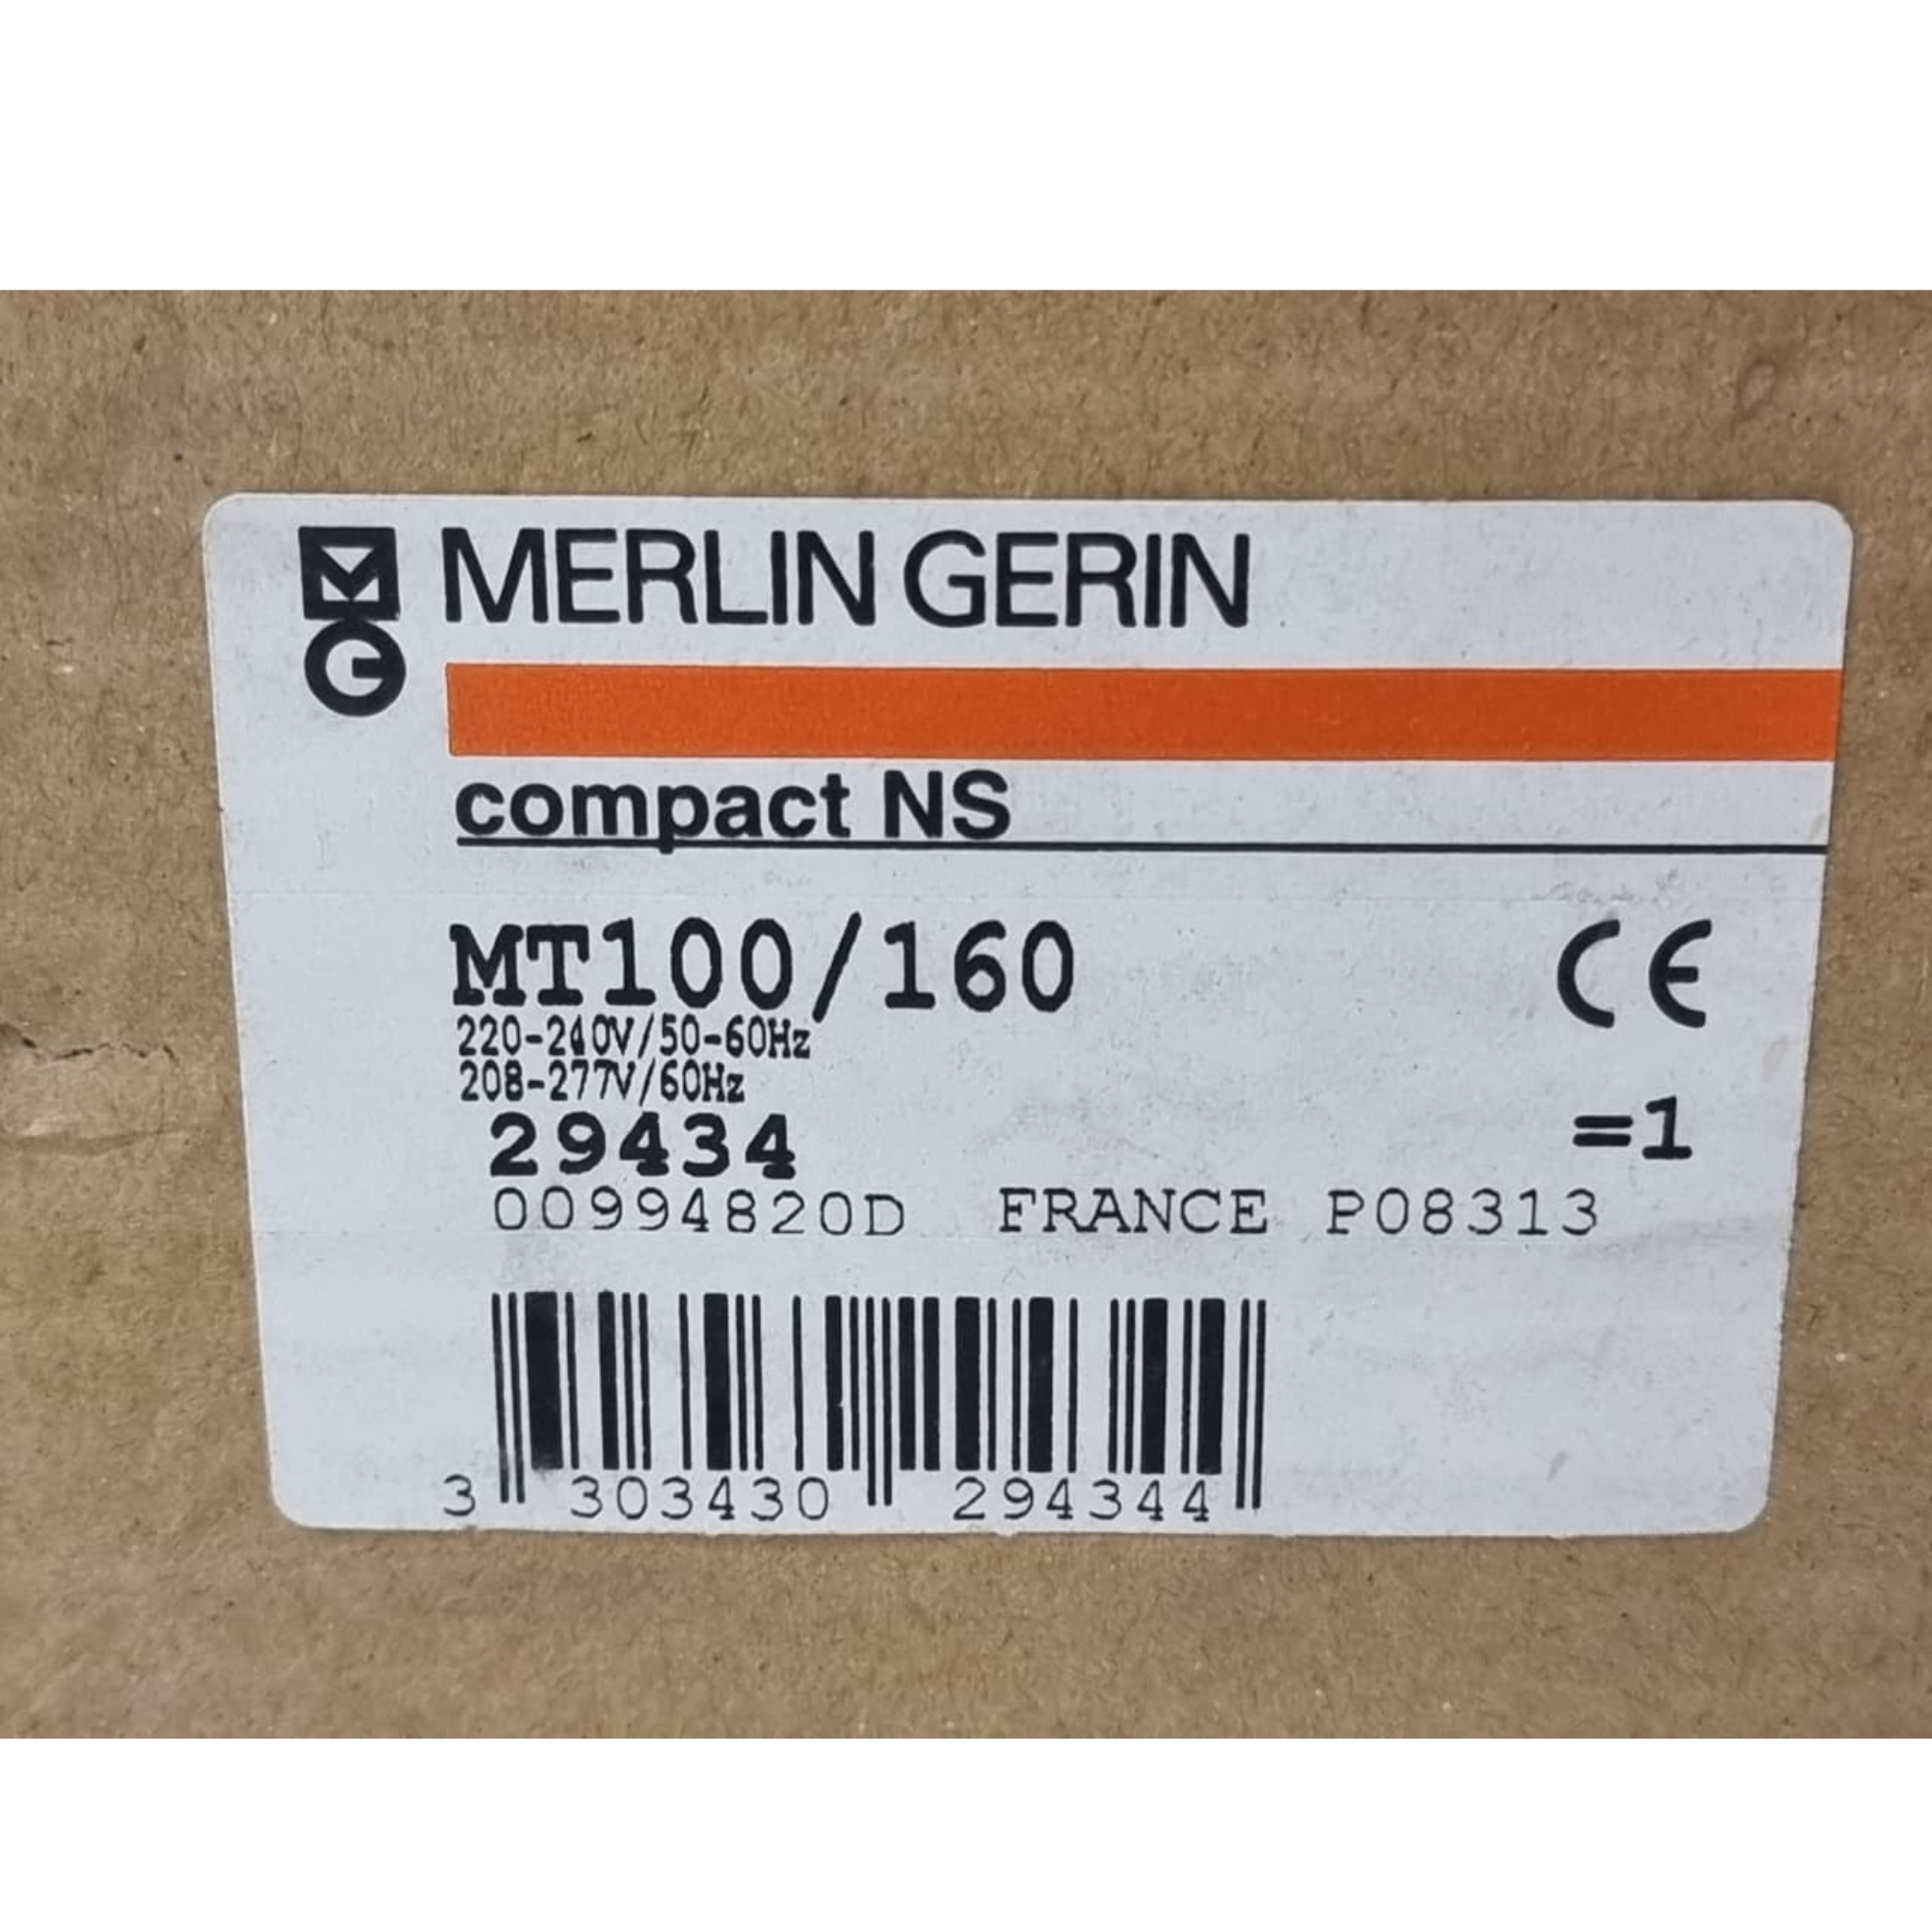 MERLIN GERIN
compact NS
MT100/160
CE
220-240V/50-60Hz
208-277V/60Hz
29434
=1
00994820D FRANCE P08313
3 303430 294344